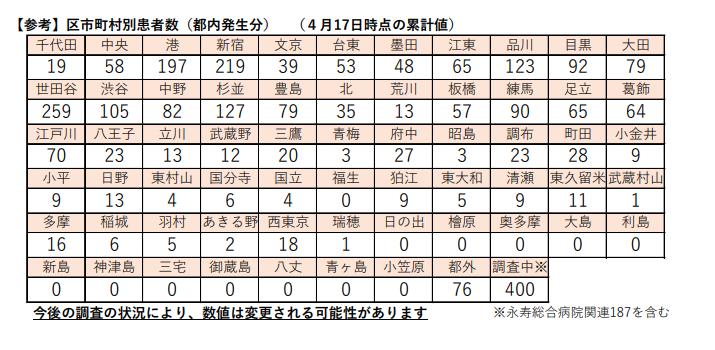 【参考】区市町村別患者数（都内発生分） （４月17日時点の累計値）
千代田 中央 港 新宿 文京 台東 墨田 江東 品川 目黒 大田
19 58 197 219 39 53 48 65 123 92 79
世田谷 渋谷 中野 杉並 豊島 北 荒川 板橋 練馬 足立 葛飾
259 105 82 127 79 35 13 57 90 65 64
江戸川 八王子 立川 武蔵野 三鷹 青梅 府中 昭島 調布 町田 小金井
70 23 13 12 20 3 27 3 23 28 9
小平 日野 東村山 国分寺 国立 福生 狛江 東大和 清瀬 東久留米 武蔵村山
9 13 4 6 4 0 9 5 9 11 1
多摩 稲城 羽村 あきる野 西東京 瑞穂 日の出 檜原 奥多摩 大島 利島
16 6 5 2 18 1 0 0 0 0 0
新島 神津島 三宅 御蔵島 八丈 青ヶ島 小笠原 都外 調査中※
0 0 0 0 0 0 0 76 400
今後の調査の状況により、数値は変更される可能性があります ※永寿総合病院関連187を含む